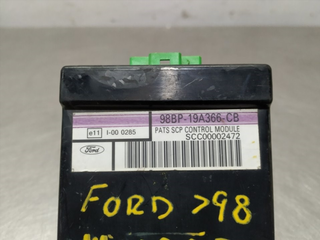 98BP-19A366-CB
e11 I-00 0285
PATS SCP CONTROL MODULE
SCC00002472
Ford
FORD >98